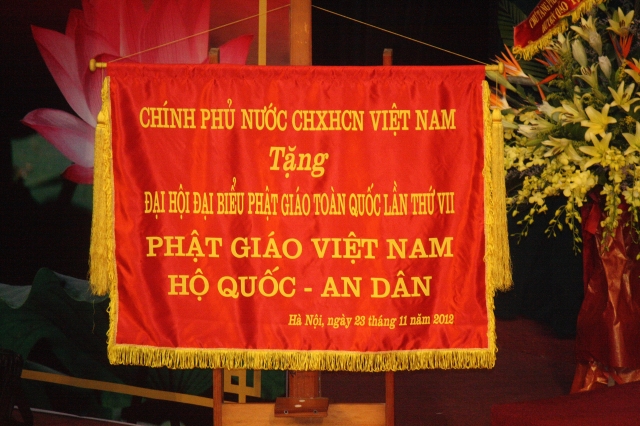 CHÍNH PHỦ NƯỚC CHXHCN VIỆT NAM
Tặng
ĐẠI HỘI ĐẠI BIỂU PHẬT GIÁO TOÀN QUỐC LẦN THỨ VII
PHẬT GIÁO VIỆT NAM
HỘ QUỐC - AN DÂN
Hà Nội, ngày 23 tháng 11 năm 2012